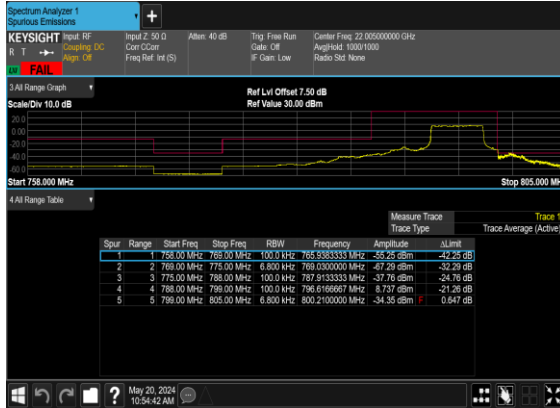 Spectrum Analyzer 1
Spurious Emissions
+
KEYSIGHT Input: RF Input Z: 50 Ω Atten: 40 dB Trig: Free Run Center Freq: 22.005000000 GHz
R T Coupling: DC Corr CCorr Gate: Off Avg|Hold: 1000/1000
Align: Off Freq Ref: Int (S) IF Gain: Low Radio Std: None
FAIL
3 All Range Graph Ref Lvl Offset 7.50 dB
Scale/Div 10.0 dB Ref Value 30.00 dBm
20.0
0.00
-20.0
-40.0
-60.0
Start 758.000 MHz Stop 805.000 MH
4 All Range Table
Measure Trace Trace 1
Trace Type Trace Average (Active)
Spur Range Start Freq Stop Freq RBW Frequency Amplitude ΔLimit
1 1 758.00 MHz 769.00 MHz 100.0 kHz 765.9383333 MHz -55.25 dBm -42.25 dB
2 2 769.00 MHz 775.00 MHz 6.800 kHz 769.0300000 MHz -67.29 dBm -32.29 dB
3 3 775.00 MHz 788.00 MHz 100.0 kHz 787.9133333 MHz -37.76 dBm -24.76 dB
4 4 788.00 MHz 799.00 MHz 100.0 kHz 796.6166667 MHz 8.737 dBm -21.26 dB
5 5 799.00 MHz 805.00 MHz 6.800 kHz 800.2100000 MHz -34.35 dBm F 0.647 dB
?
May 20, 2024
10:54:42 AM